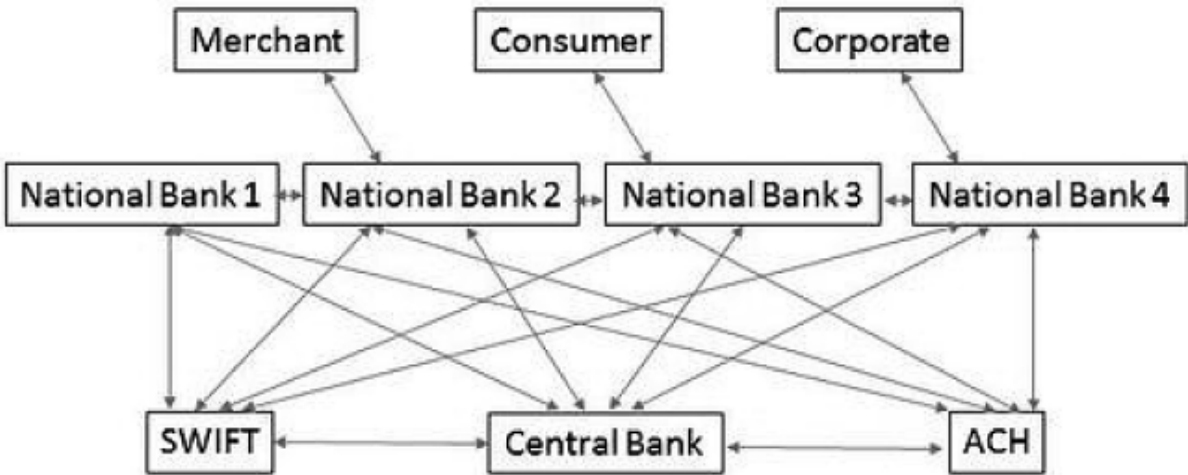 Merchant
Consumer
Corporate
National Bank 1
National Bank 2
National Bank 3
National Bank 4
SWIFT
Central Bank
ACH